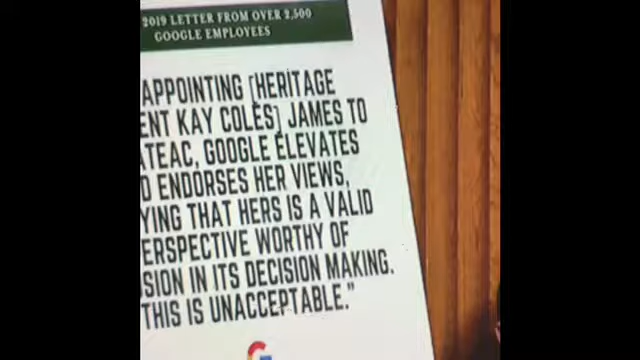 2019 LETTER FROM OVER 2,500
GOOGLE EMPLOYEES
APPOINTING [HERITAGE
ENT KAY COLES] JAMES TO
ATEAC, GOOGLE ELEVATES
D ENDORSES HER VIEWS,
YING THAT HERS IS A VALID
ERSPECTIVE WORTHY OF
SION IN ITS DECISION MAKING.
THIS IS UNACCEPTABLE."